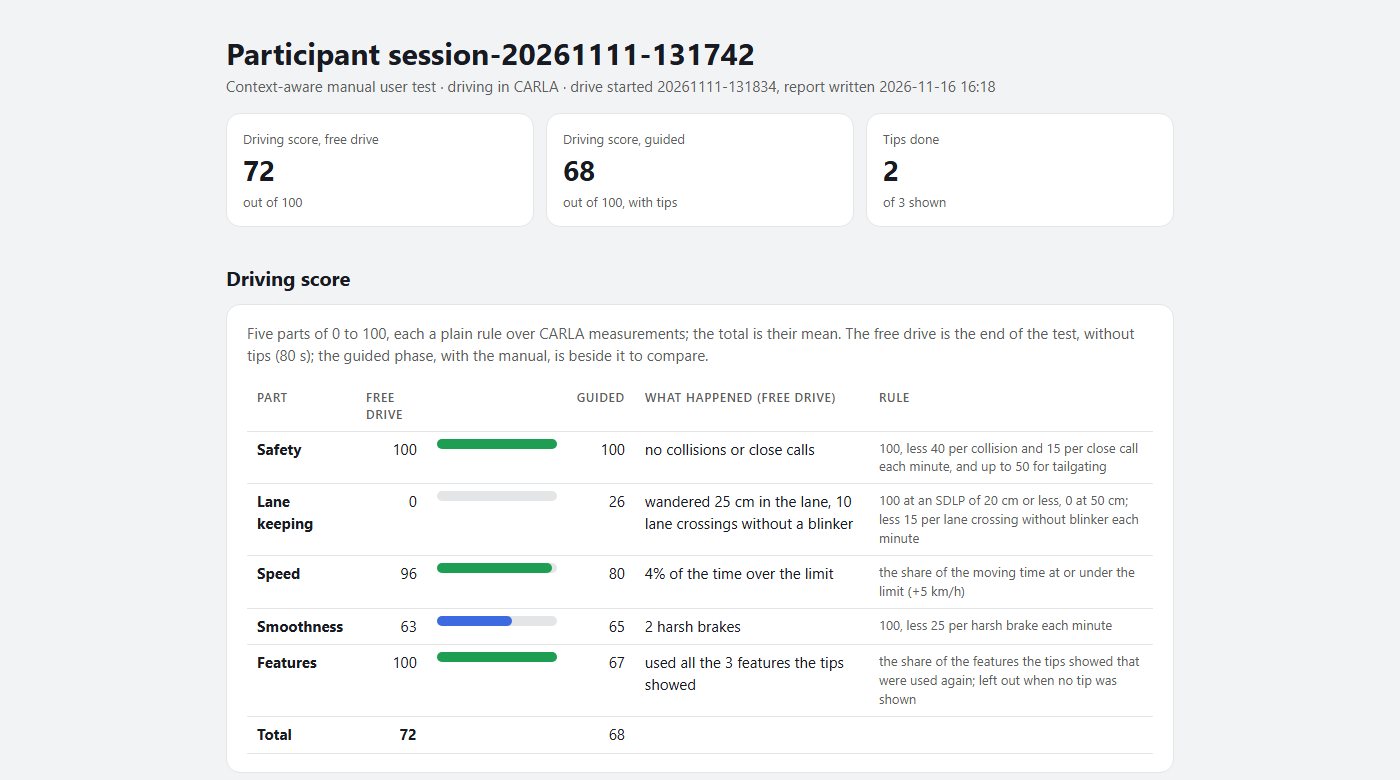 Participant session-20261111-131742
Context-aware manual user test · driving in CARLA · drive started 20261111-131834, report written 2026-11-16 16:18
Driving score, free drive
72
out of 100
Driving score, guided
68
out of 100, with tips
Tips done
2
of 3 shown
Driving score
Five parts of 0 to 100, each a plain rule over CARLA measurements; the total is their mean. The free drive is the end of the test, without
tips (80 s); the guided phase, with the manual, is beside it to compare.
PART FREE DRIVE GUIDED WHAT HAPPENED (FREE DRIVE) RULE
Safety 100 100 no collisions or close calls 100, less 40 per collision and 15 per close call
each minute, and up to 50 for tailgating
Lane 0 26 wandered 25 cm in the lane, 10 100 at an SDLP of 20 cm or less, 0 at 50 cm;
keeping lane crossings without a blinker less 15 per lane crossing without blinker each
minute
Speed 96 80 4% of the time over the limit the share of the moving time at or under the
limit (+5 km/h)
Smoothness 63 65 2 harsh brakes 100, less 25 per harsh brake each minute
Features 100 67 used all the 3 features the tips the share of the features the tips showed that
showed were used again; left out when no tip was
shown
Total 72 68